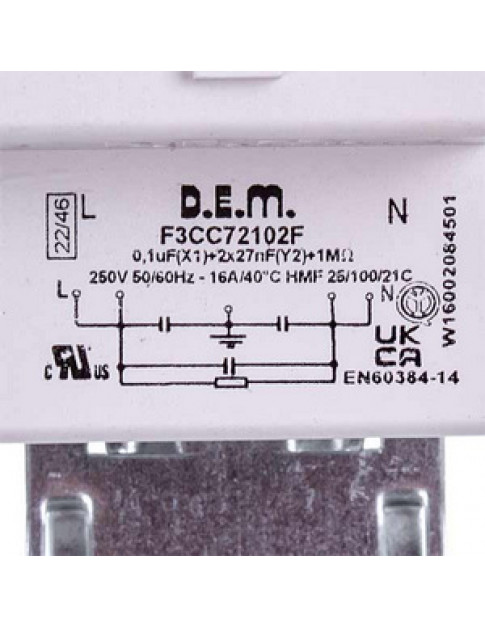 22/46
L
D.E.M.
N
F3CC72102F
0,1uF(X1)+2x27nF(Y2)+1MΩ
250V 50/60Hz - 16A/40°C HMF 25/100/21C
L
N
W16002084501
c UR US
UK
CA
EN60384-14